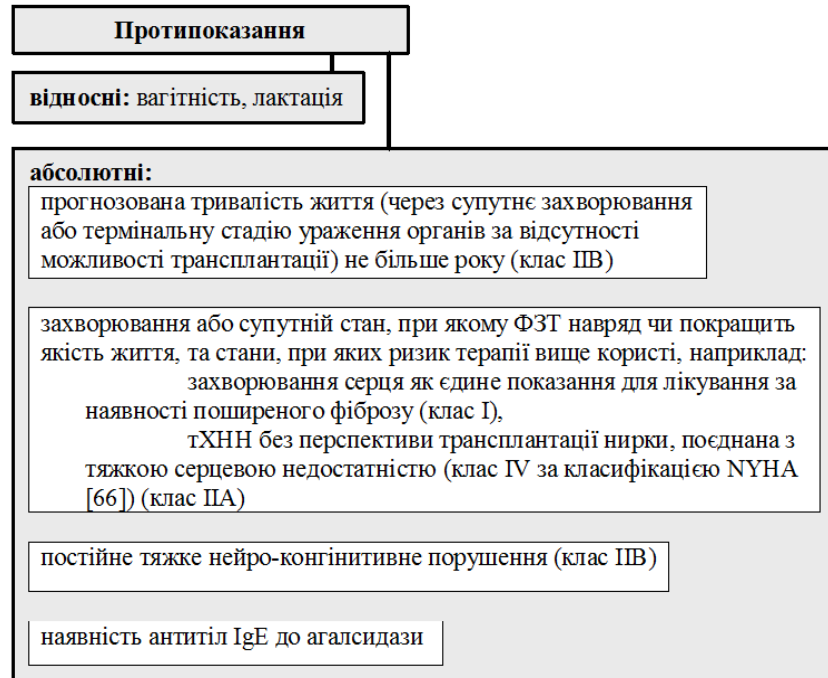 Протипоказання
відносні: вагітність, лактація
абсолютні:
прогнозована тривалість життя (через супутнє захворювання
або термінальну стадію ураження органів за відсутності
можливості трансплантації) не більше року (клас IIB)
захворювання або супутній стан, при якому ФЗТ навряд чи покращить
якість життя, та стани, при яких ризик терапії вище користі, наприклад:
захворювання серця як єдине показання для лікування за
наявності поширеного фіброзу (клас I),
тХНН без перспективи трансплантації нирки, поєднана з
тяжкою серцевою недостатністю (клас IV за класифікацією NYHA
[66]) (клас IIA)
постійне тяжке нейро-конгінитивне порушення (клас IIB)
наявність антитіл IgE до агалсидази